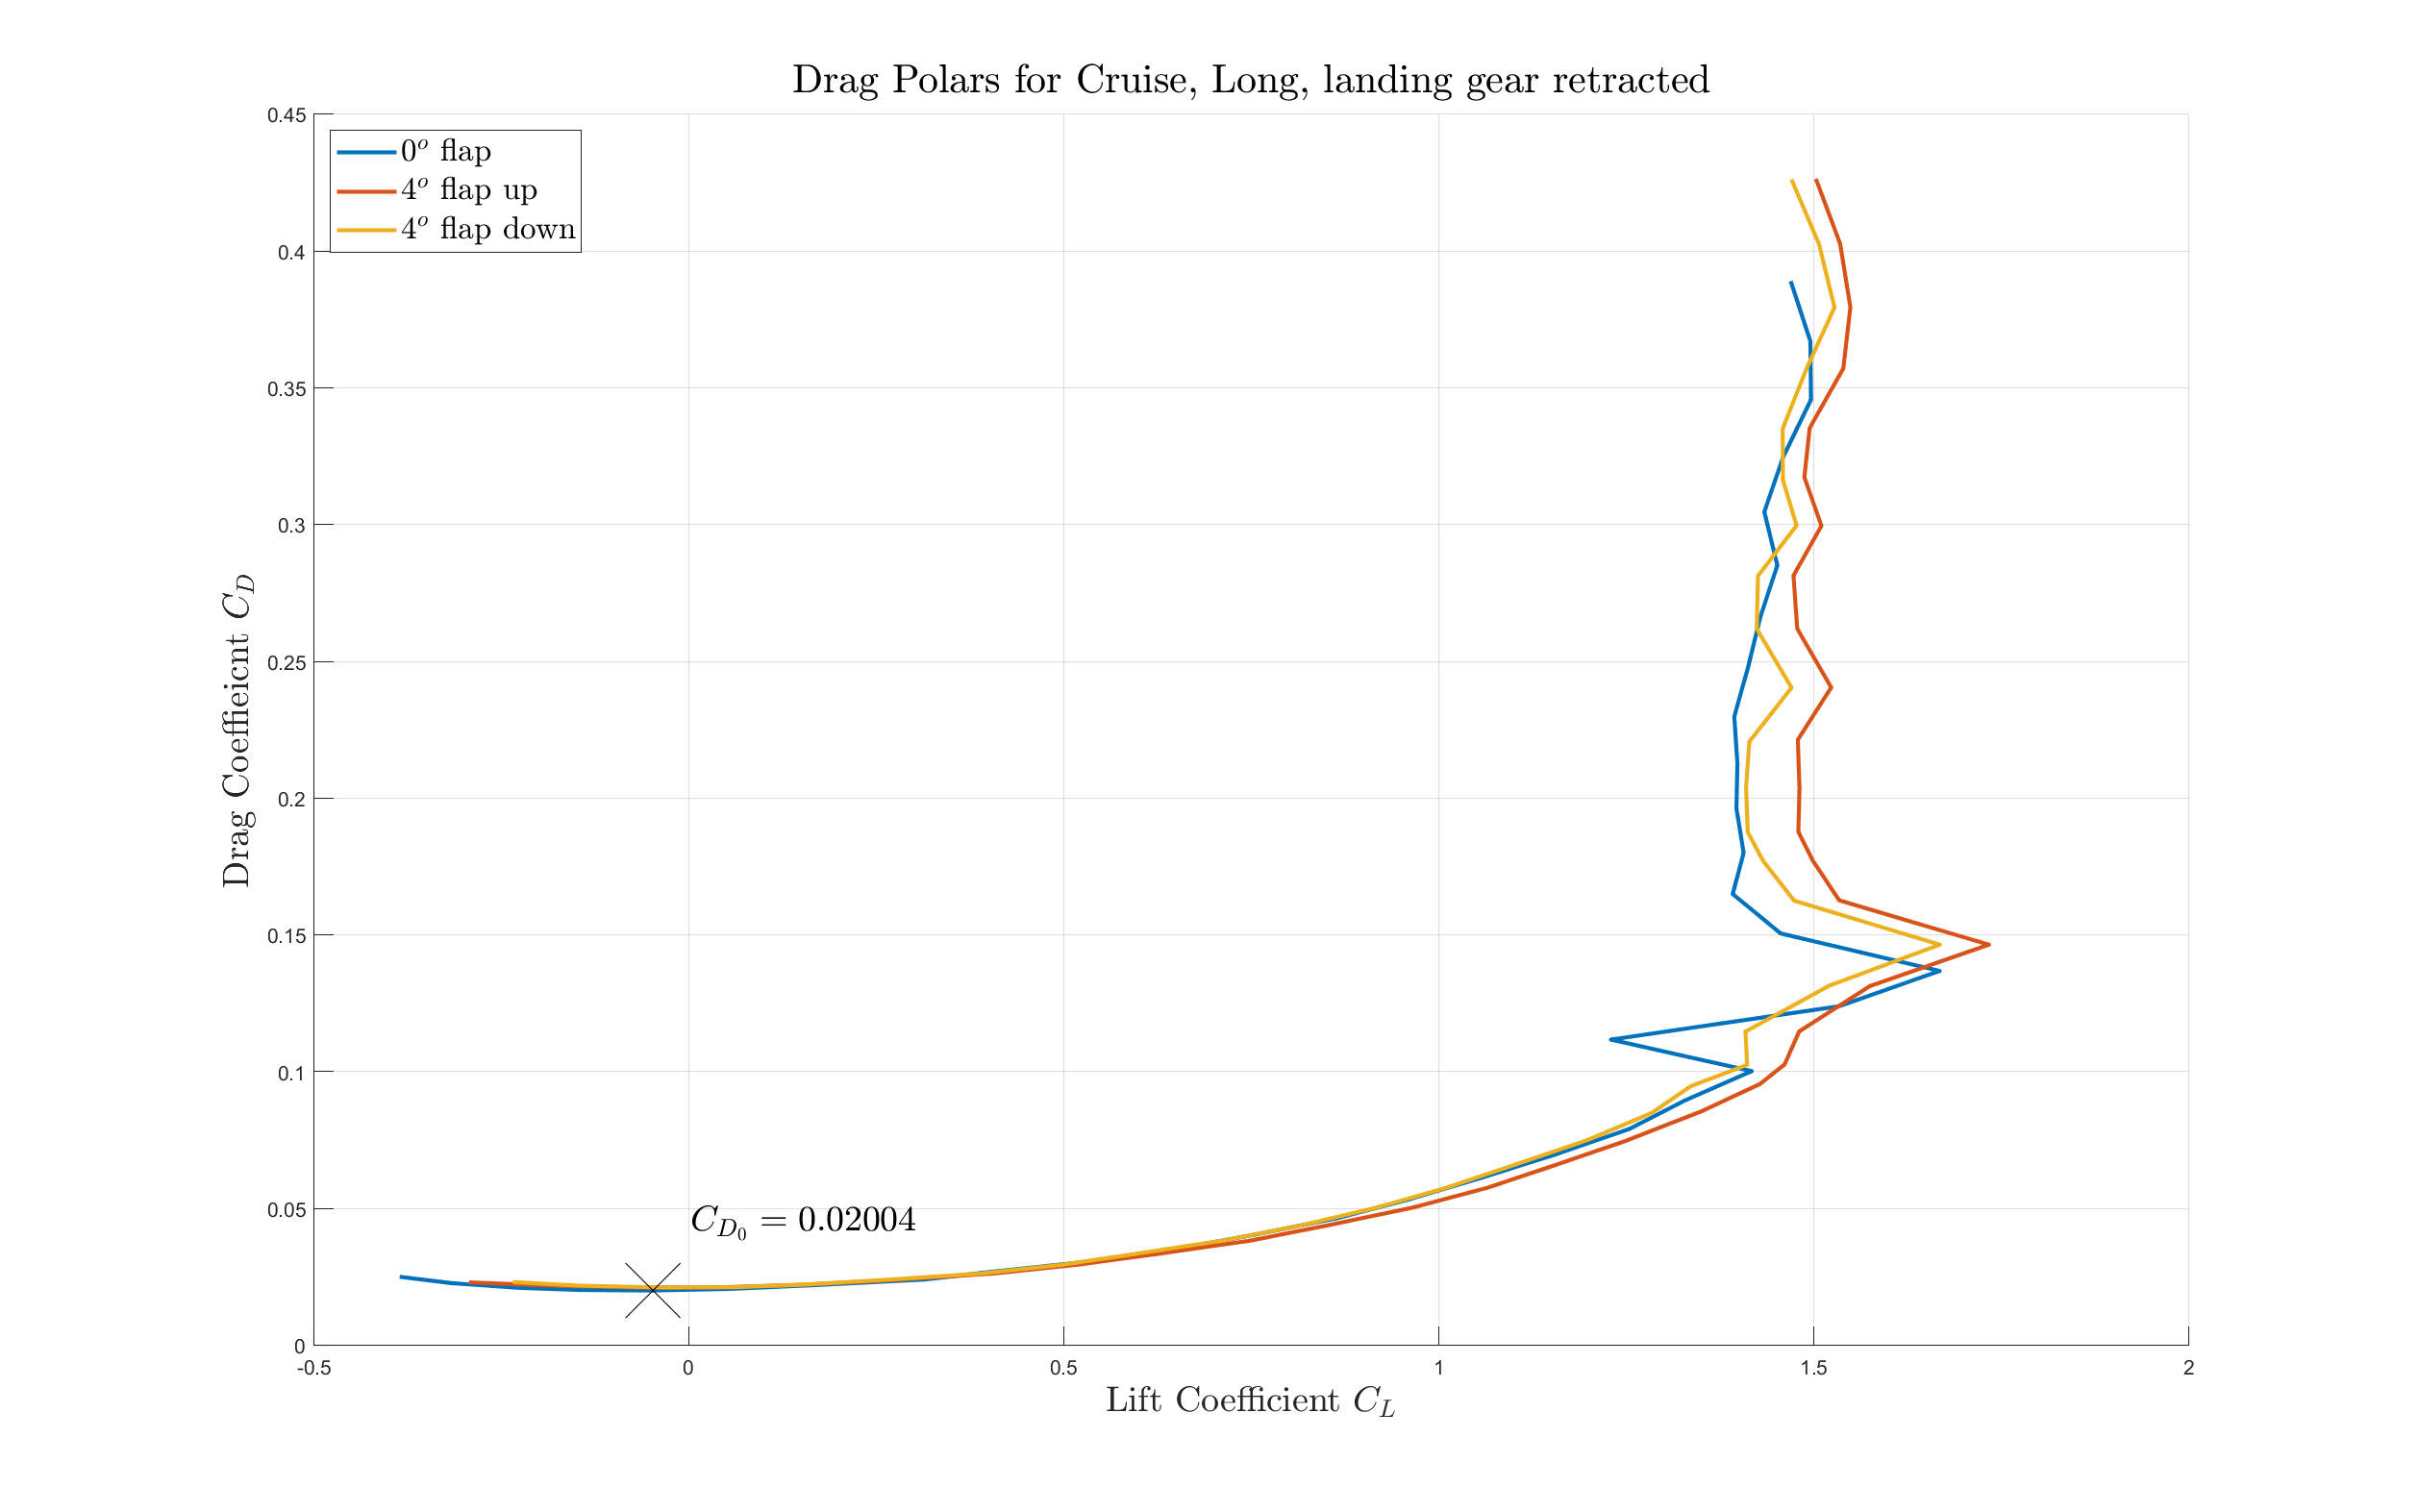 Drag Polars for Cruise, Long, landing gear retracted
0.45
0.4
0.35
0.3
0.25
0.2
0.15
0.1
0.05
0
0° flap
4° flap up
4° flap down
Drag Coeffieicnt C_D
C_{D_0} = 0.02004
-0.5 0 0.5 1 1.5 2
Lift Coefficient C_L